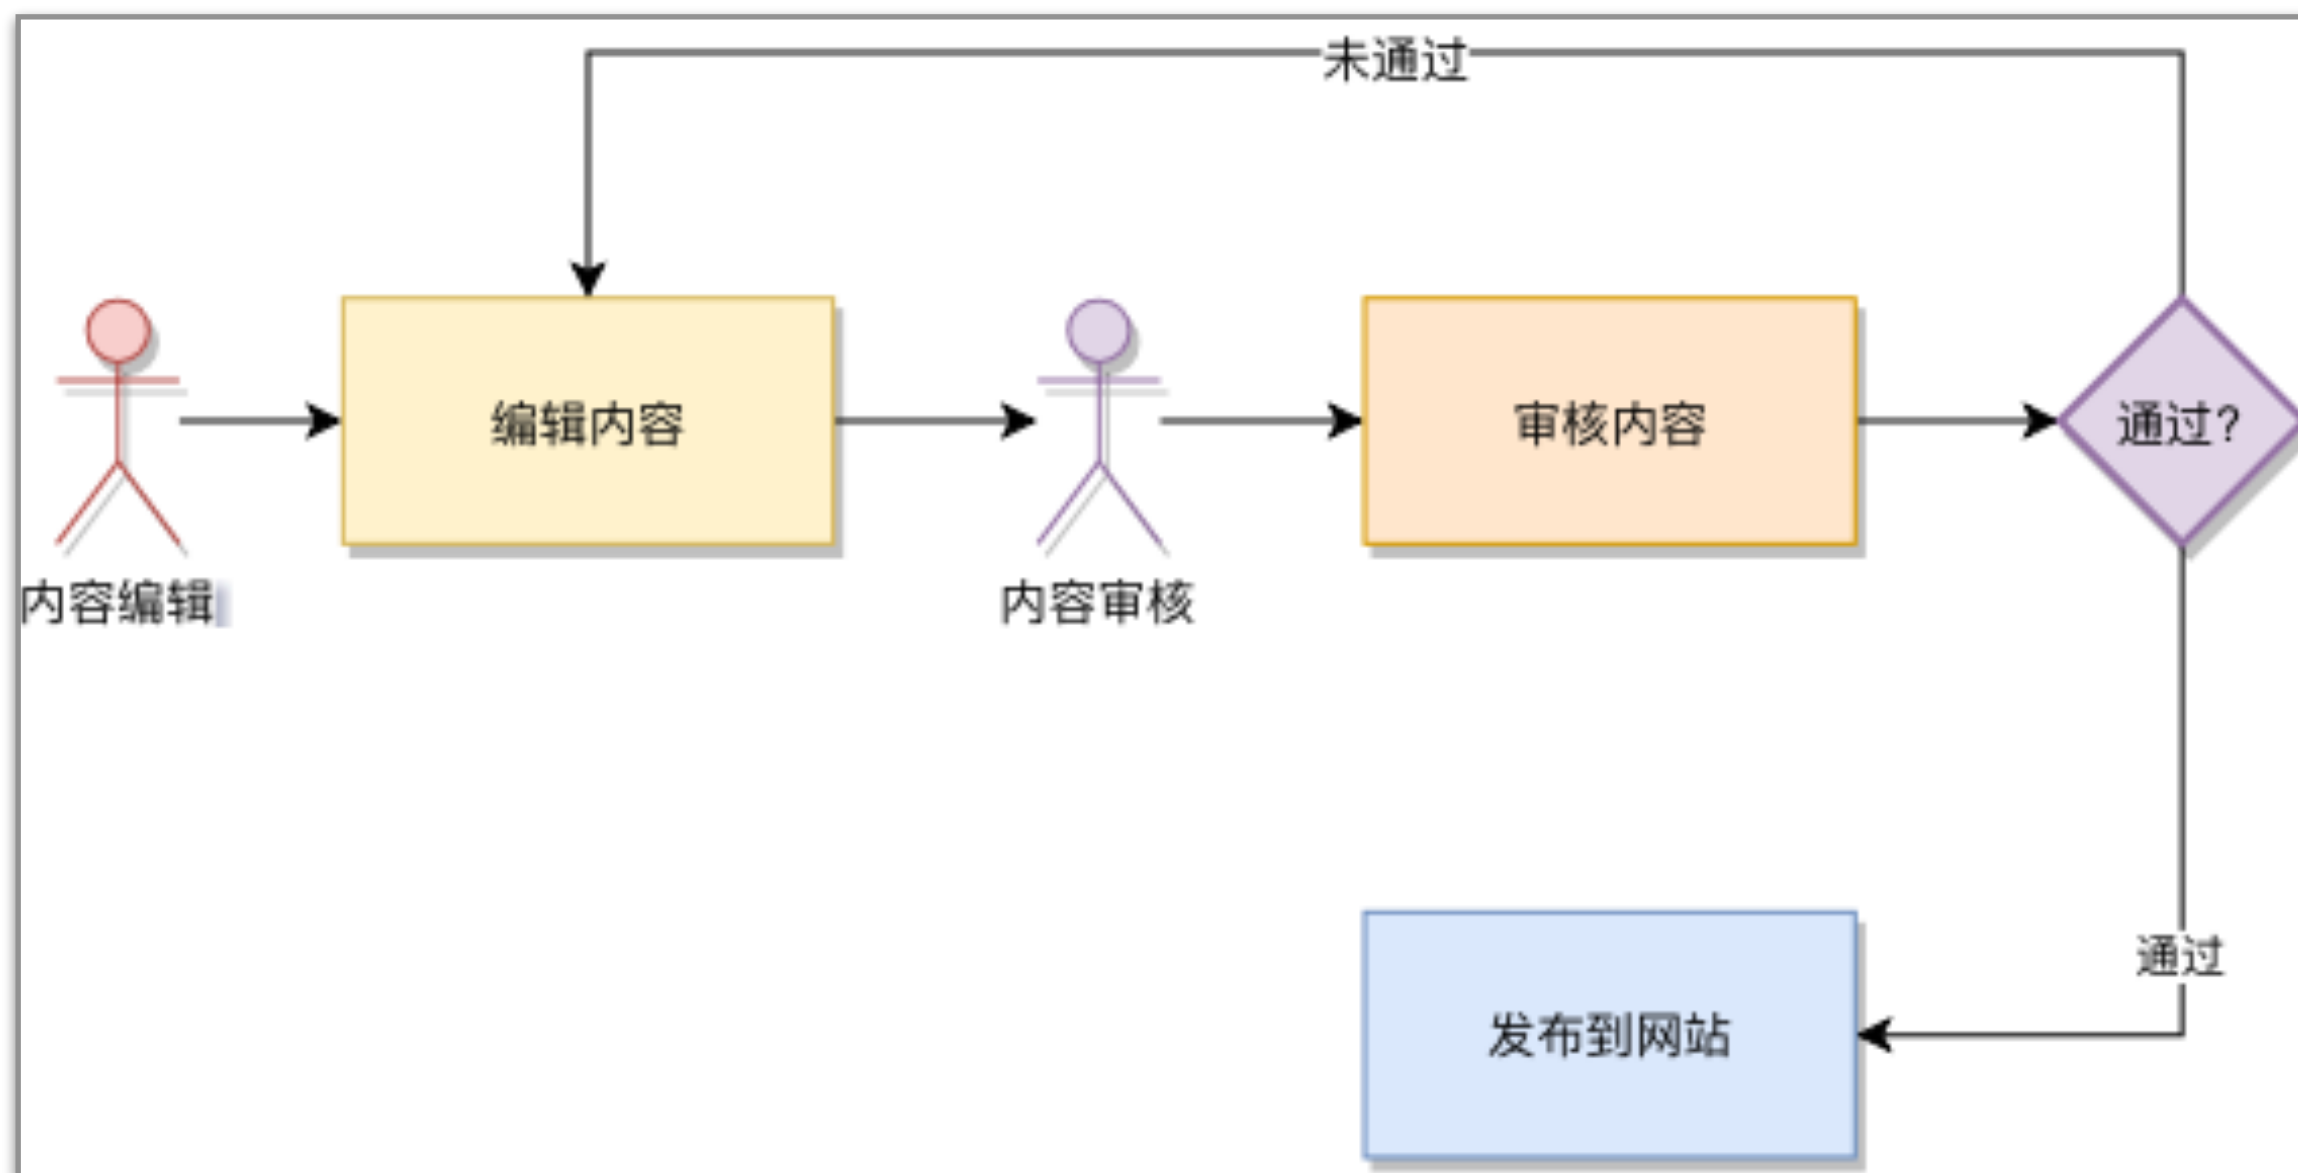 未通过
编辑内容
审核内容
通过?
内容编辑
内容审核
通过
发布到网站